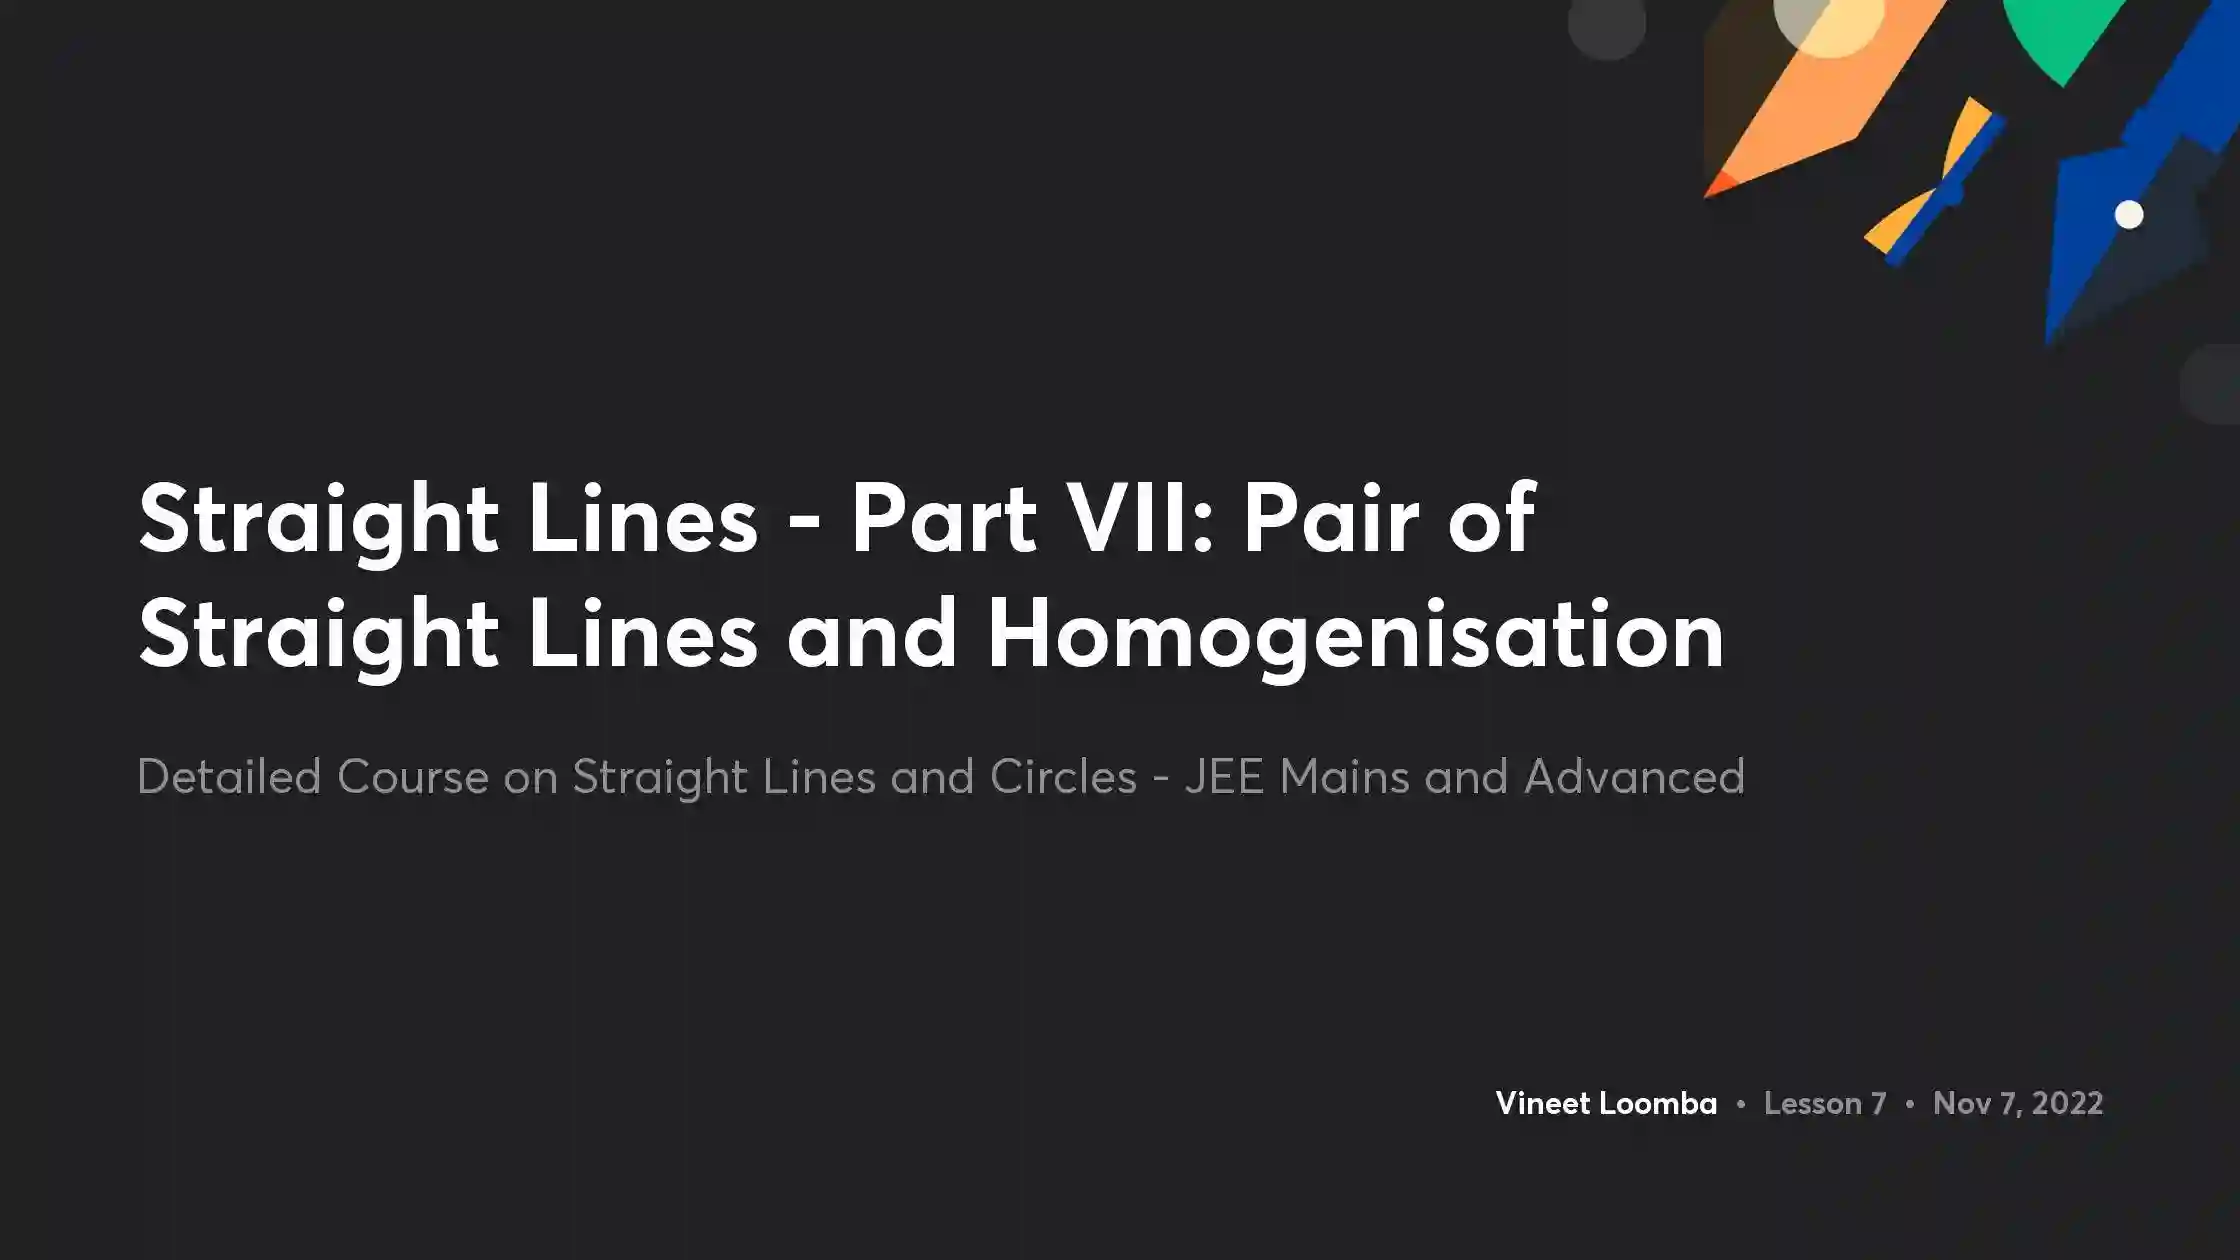 Straight Lines - Part VII: Pair of
Straight Lines and Homogenisation
Detailed Course on Straight Lines and Circles - JEE Mains and Advanced
Vineet Loomba • Lesson 7 • Nov 7, 2022